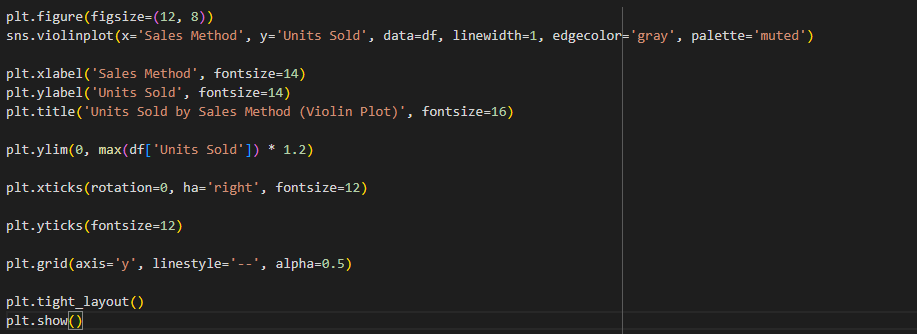 plt.figure(figsize=(12, 8))
sns.violinplot(x='Sales Method', y='Units Sold', data=df, linewidth=1, edgecolor='gray', palette='muted')
plt.xlabel('Sales Method', fontsize=14)
plt.ylabel('Units Sold', fontsize=14)
plt.title('Units Sold by Sales Method (Violin Plot)', fontsize=16)
plt.ylim(0, max(df['Units Sold']) * 1.2)
plt.xticks(rotation=0, ha='right', fontsize=12)
plt.yticks(fontsize=12)
plt.grid(axis='y', linestyle='--', alpha=0.5)
plt.tight_layout()
plt.show()